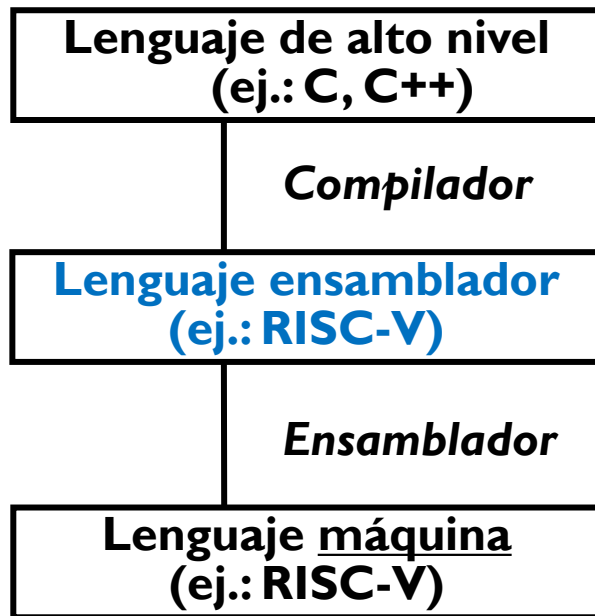 Lenguaje de alto nivel
(ej.: C, C++)
Compilador
Lenguaje ensamblador
(ej.: RISC-V)
Ensamblador
Lenguaje máquina
(ej.: RISC-V)